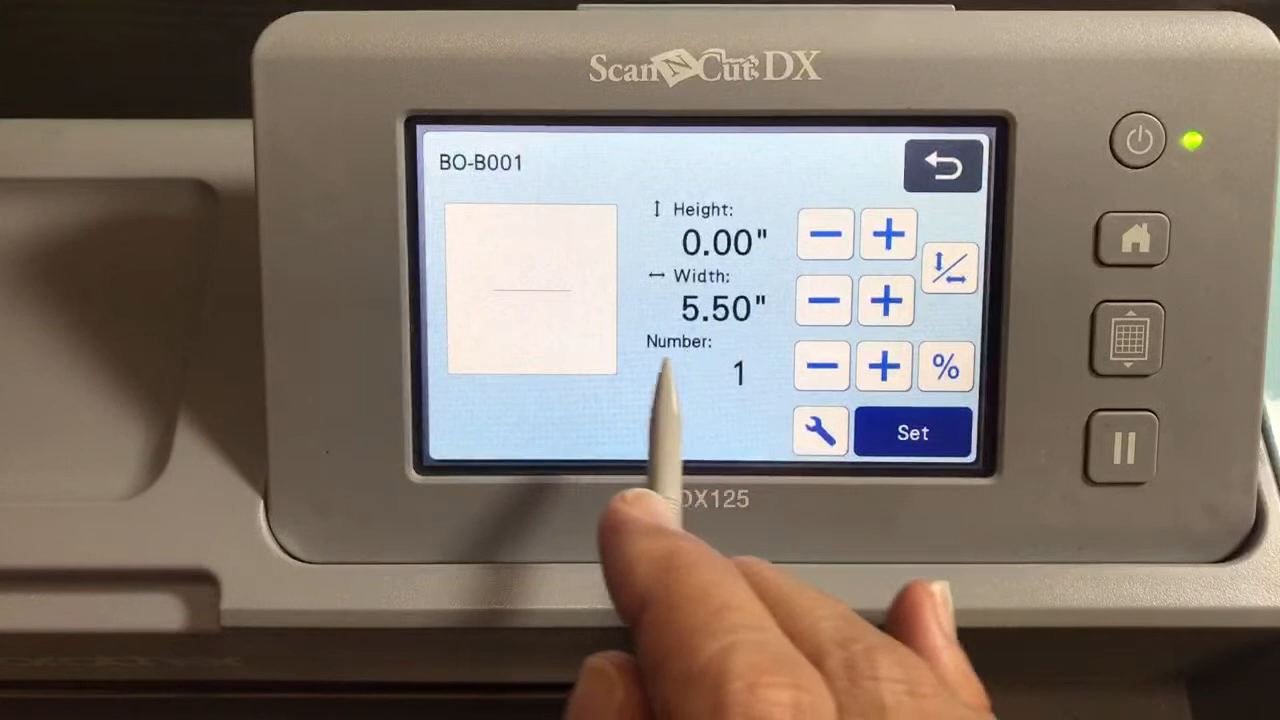 ScanNCut DX
BO-B001
Height:
0.00"
Width:
5.50"
Number:
1
%
Set
DX125